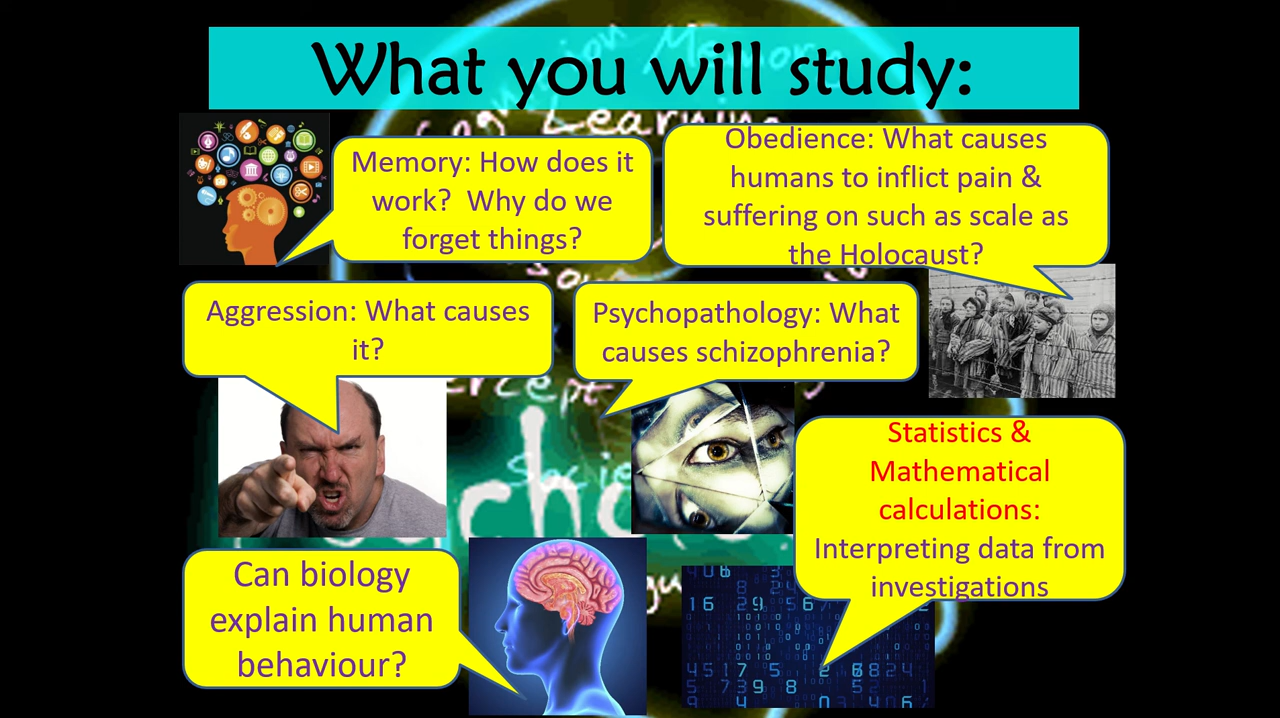 What you will study:
Memory: How does it
work? Why do we
forget things?
Obedience: What causes
humans to inflict pain &
suffering on such as scale as
the Holocaust?
Aggression: What causes
it?
Psychopathology: What
causes schizophrenia?
Statistics &
Mathematical
calculations:
Interpreting data from
investigations
Can biology
explain human
behaviour?
Memory
Learning